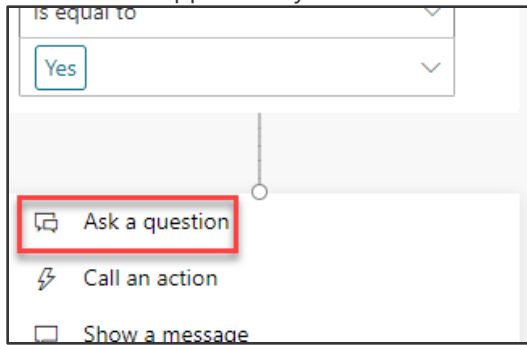 is equal to
Yes
Ask a question
Call an action
Show a message